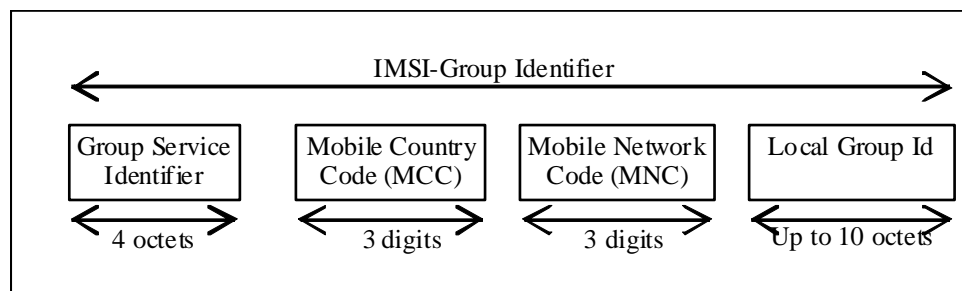 IMSI-Group Identifier
Group Service
Identifier
Mobile Country
Code (MCC)
Mobile Network
Code (MNC)
Local Group Id
4 octets
3 digits
3 digits
Up to 10 octets